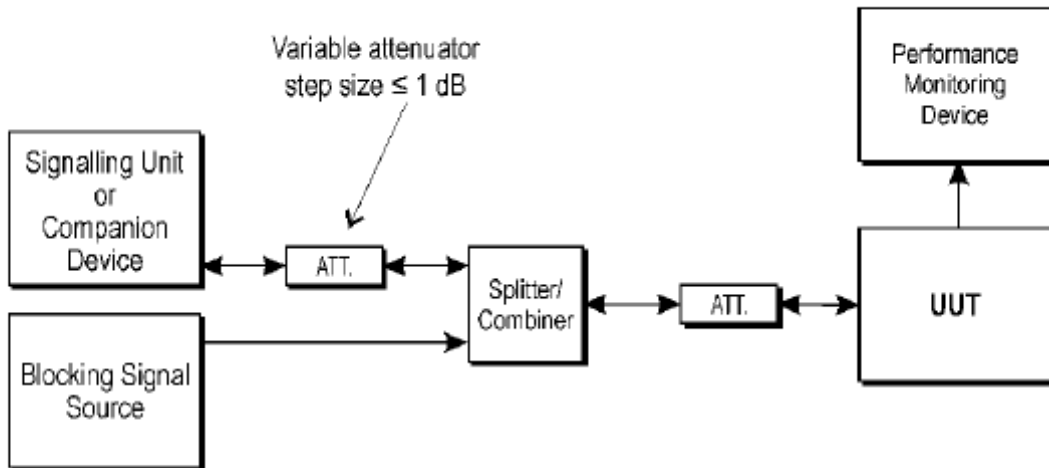 Variable attenuator
step size ≤ 1 dB
Performance
Monitoring
Device
Signalling Unit
or
Companion
Device
ATT.
Splitter/
Combiner
ATT.
UUT
Blocking Signal
Source